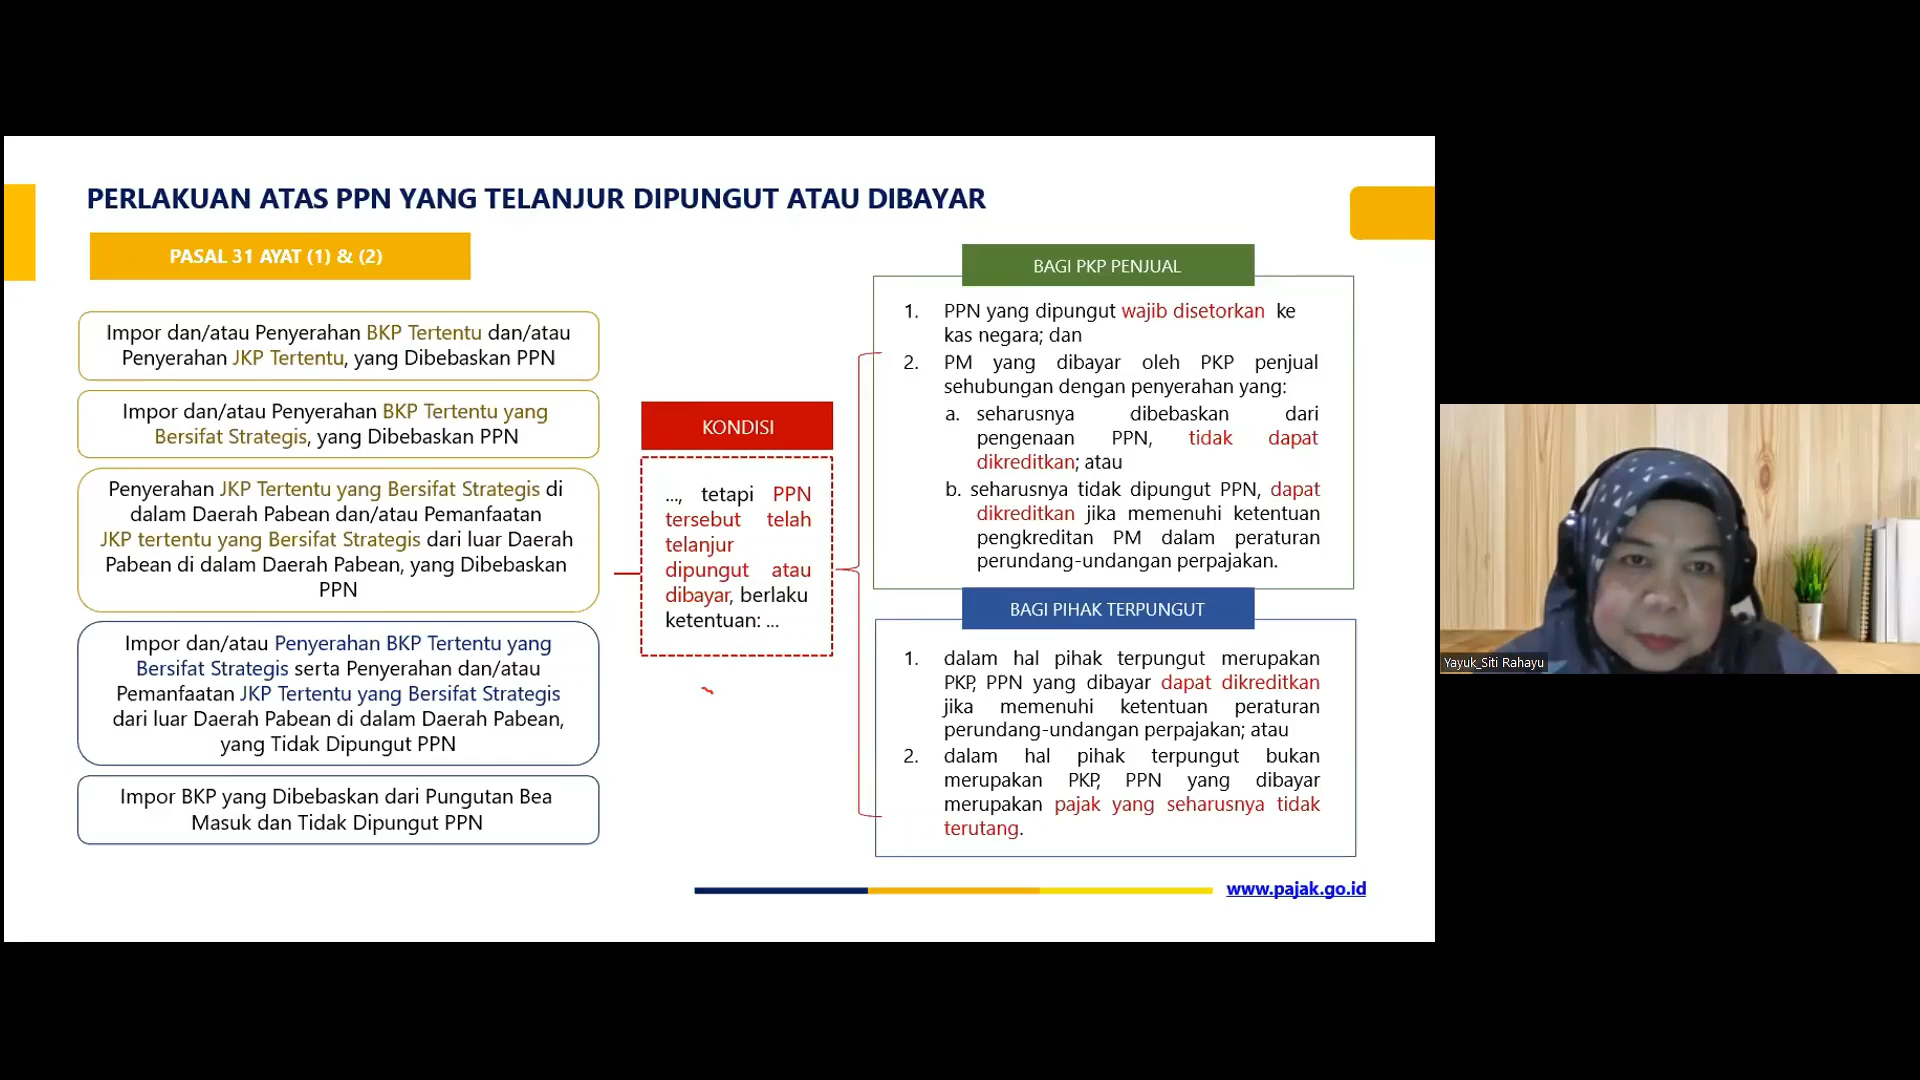 PERLAKUAN ATAS PPN YANG TELANJUR DIPUNGUT ATAU DIBAYAR
PASAL 31 AYAT (1) & (2)
Impor dan/atau Penyerahan BKP Tertentu dan/atau
Penyerahan JKP Tertentu, yang Dibebaskan PPN
Impor dan/atau Penyerahan BKP Tertentu yang
Bersifat Strategis, yang Dibebaskan PPN
Penyerahan JKP Tertentu yang Bersifat Strategis di
dalam Daerah Pabean dan/atau Pemanfaatan
JKP tertentu yang Bersifat Strategis dari luar Daerah
Pabean di dalam Daerah Pabean, yang Dibebaskan
PPN
Impor dan/atau Penyerahan BKP Tertentu yang
Bersifat Strategis serta Penyerahan dan/atau
Pemanfaatan JKP Tertentu yang Bersifat Strategis
dari luar Daerah Pabean di dalam Daerah Pabean,
yang Tidak Dipungut PPN
Impor BKP yang Dibebaskan dari Pungutan Bea
Masuk dan Tidak Dipungut PPN
KONDISI
..., tetapi PPN
tersebut telah
telanjur
dipungut atau
dibayar, berlaku
ketentuan: ...
BAGI PKP PENJUAL
1. PPN yang dipungut wajib disetorkan ke
kas negara; dan
2. PM yang dibayar oleh PKP penjual
sehubungan dengan penyerahan yang:
a. seharusnya dibebaskan dari
pengenaan PPN, tidak dapat
dikreditkan; atau
b. seharusnya tidak dipungut PPN, dapat
dikreditkan jika memenuhi ketentuan
pengkreditan PM dalam peraturan
perundang-undangan perpajakan.
BAGI PIHAK TERPUNGUT
1. dalam hal pihak terpungut merupakan
PKP, PPN yang dibayar dapat dikreditkan
jika memenuhi ketentuan peraturan
perundang-undangan perpajakan; atau
2. dalam hal pihak terpungut bukan
merupakan PKP, PPN yang dibayar
merupakan pajak yang seharusnya tidak
terutang.
www.pajak.go.id
Yayuk_Siti Rahayu